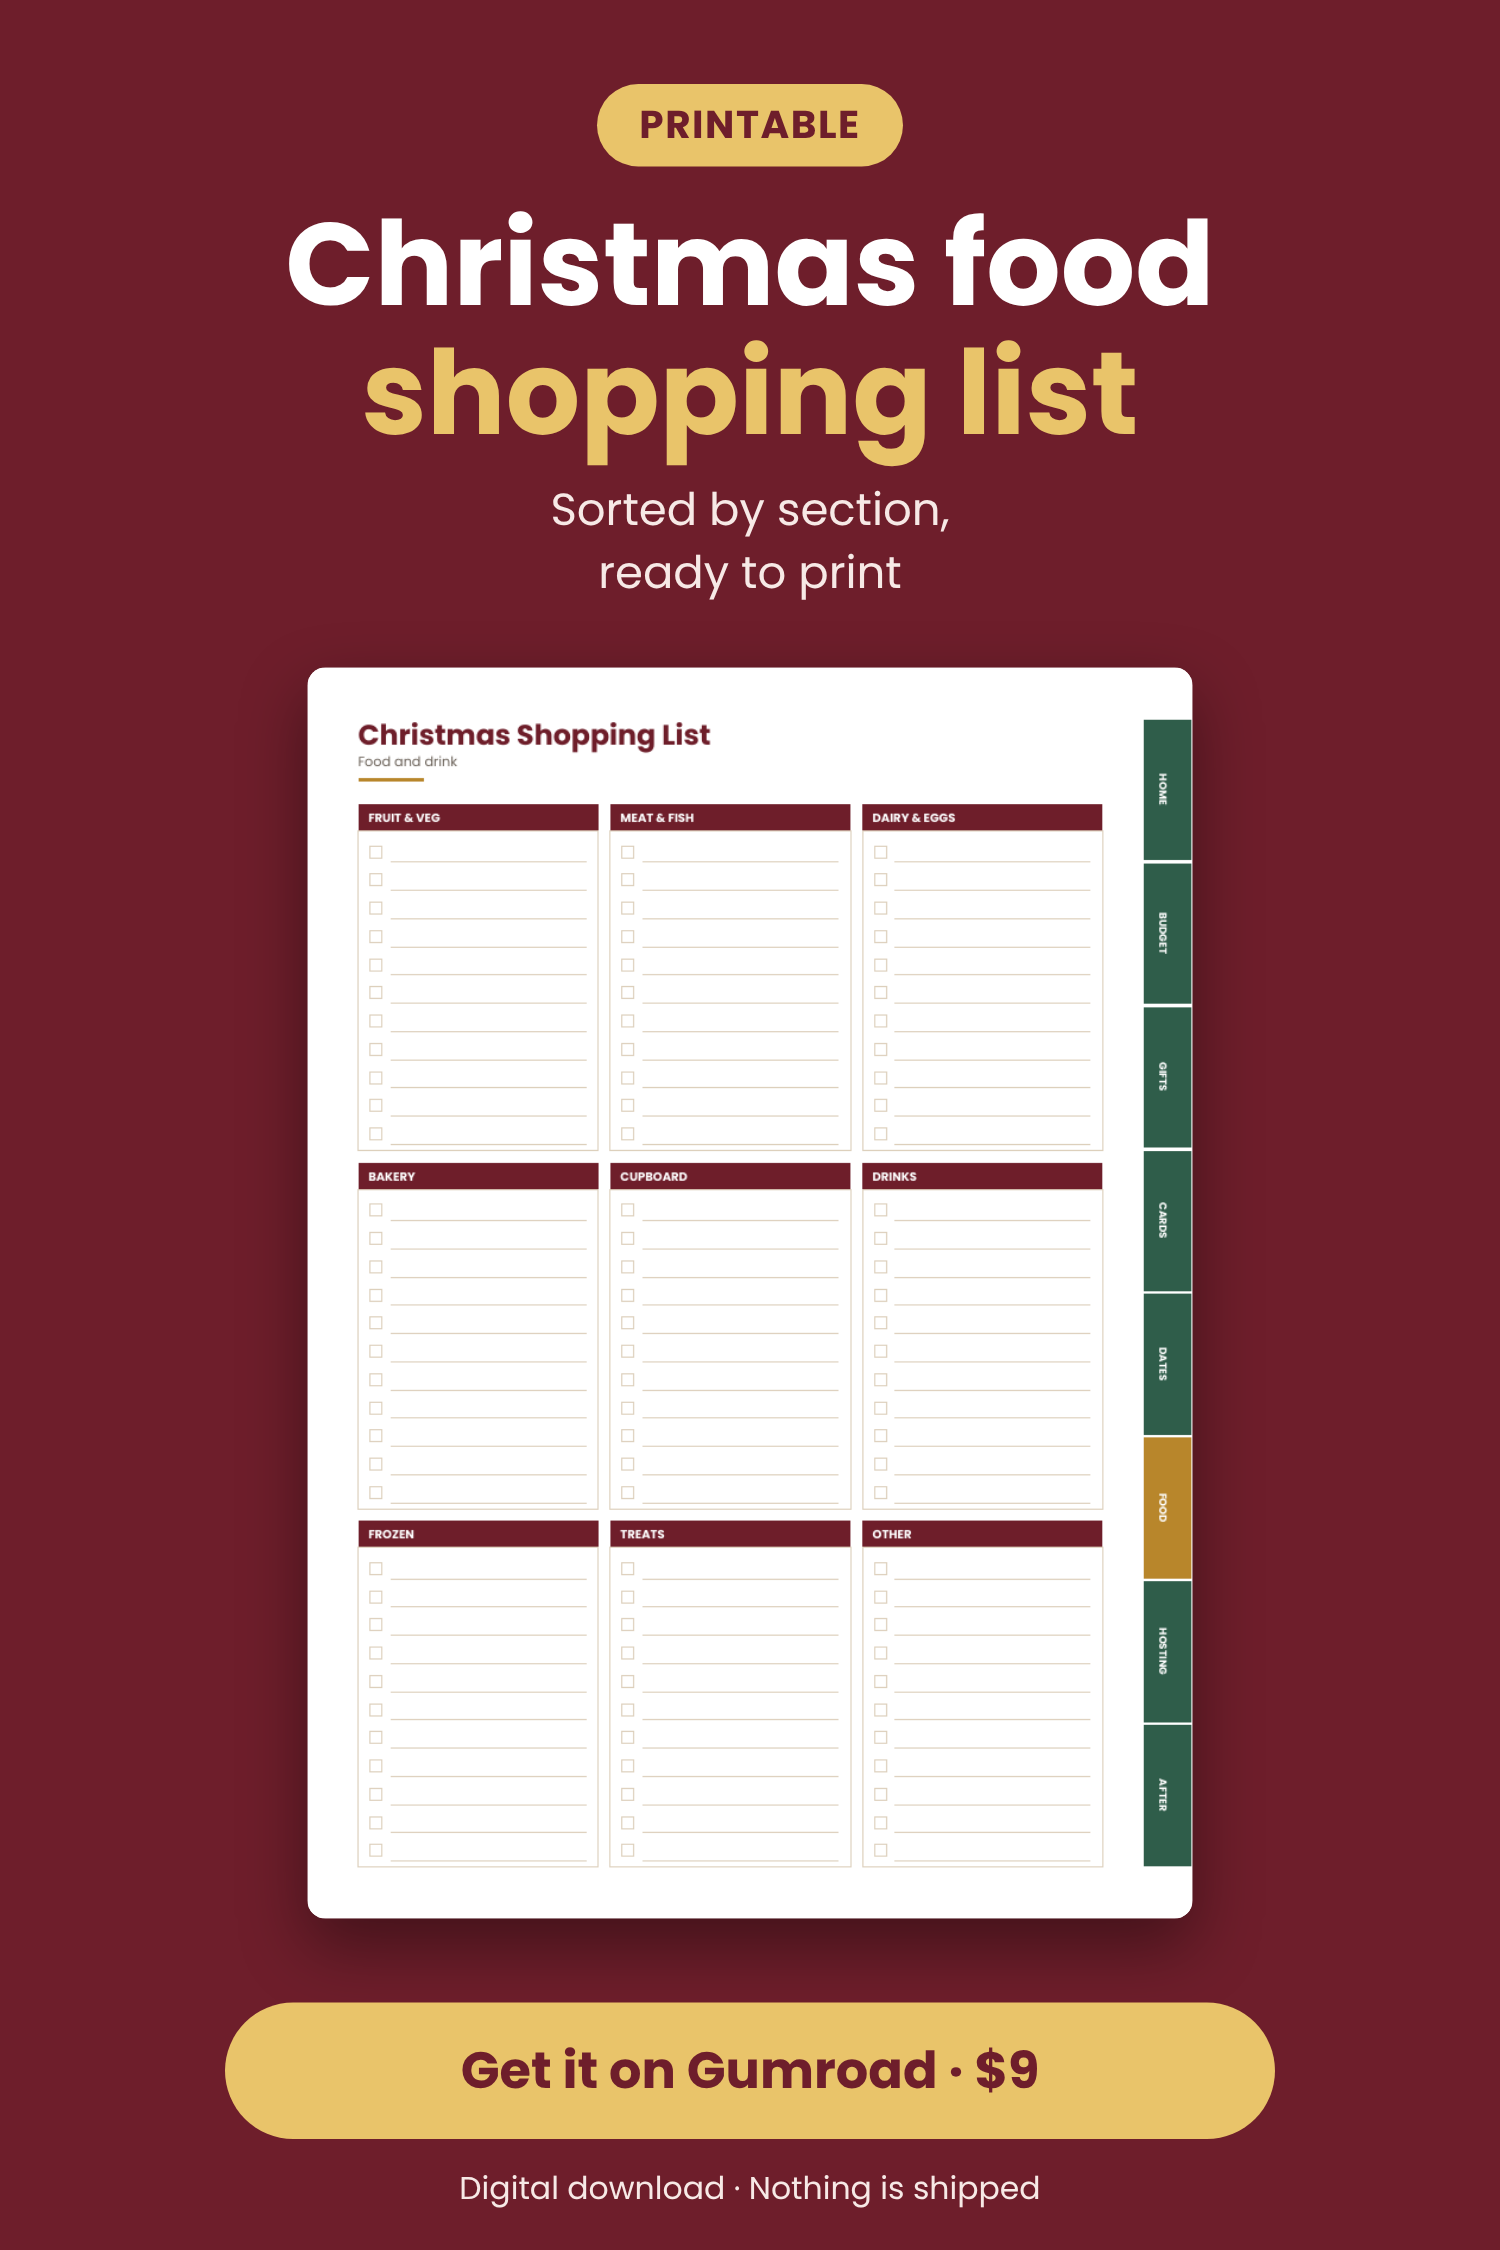 PRINTABLE
Christmas food
shopping list
Sorted by section,
ready to print
Christmas Shopping List
Food and drink
FRUIT & VEG
MEAT & FISH
DAIRY & EGGS
BAKERY
CUPBOARD
DRINKS
FROZEN
TREATS
OTHER
HOME
BUDGET
GIFTS
CARDS
DATES
FOOD
HOSTING
AFTER
Get it on Gumroad · $9
Digital download · Nothing is shipped